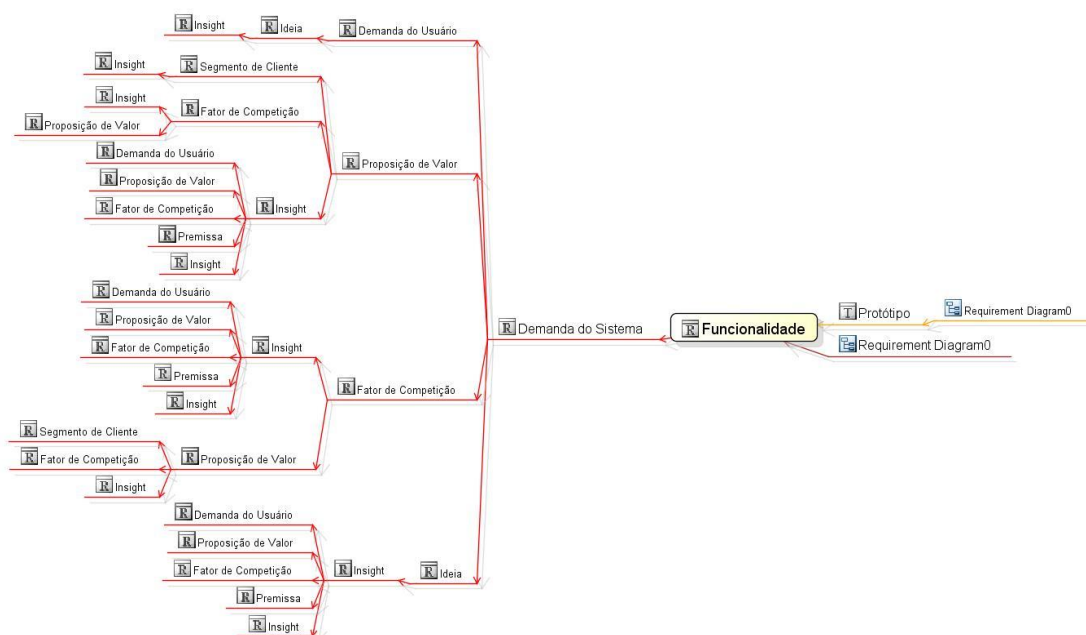 Insight
Ideia
Demanda do Usuário
Insight
Segmento de Cliente
Insight
Fator de Competição
Proposição de Valor
Demanda do Usuário
Proposição de Valor
Proposição de Valor
Fator de Competição
Insight
Premissa
Insight
Demanda do Usuário
Proposição de Valor
Fator de Competição
Insight
Premissa
Insight
Fator de Competição
Segmento de Cliente
Fator de Competição
Proposição de Valor
Insight
Demanda do Usuário
Proposição de Valor
Fator de Competição
Insight
Ideia
Premissa
Insight
Demanda do Sistema
Funcionalidade
Protótipo
Requirement Diagram0
Requirement Diagram0